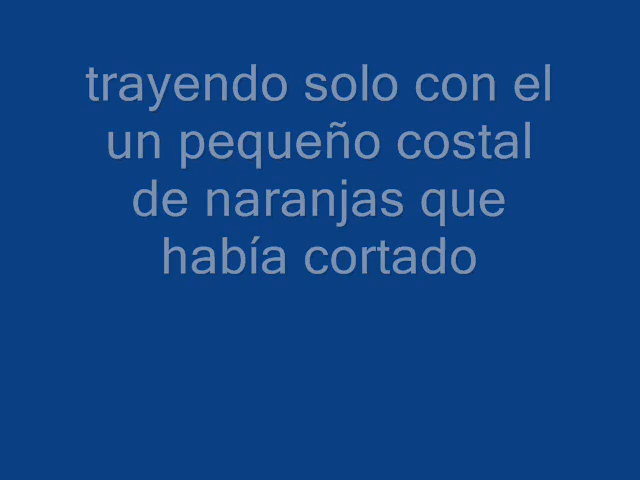 trayendo solo con el
un pequeño costal
de naranjas que
había cortado